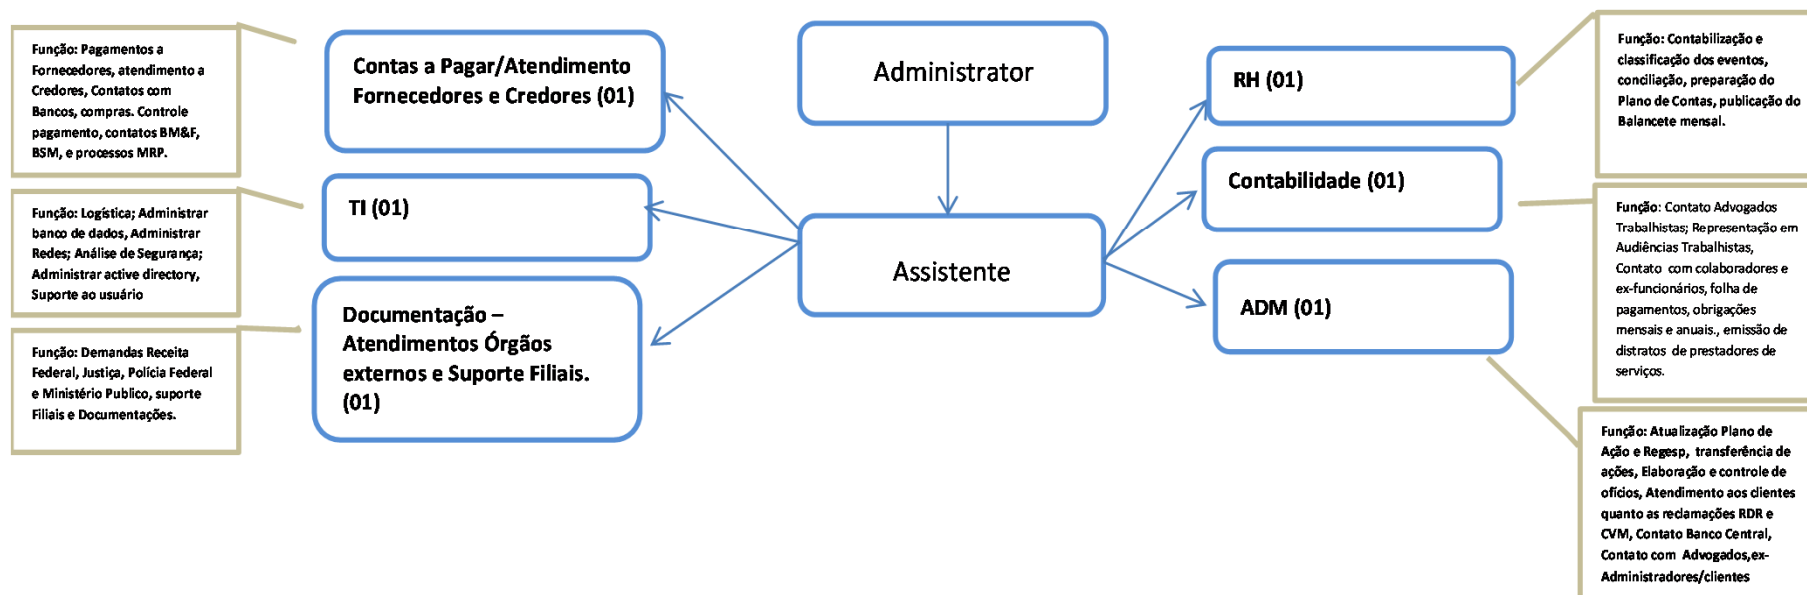 Função: Pagamentos a
Fornecedores, atendimento a
Credores, Contatos com
Bancos, compras. Controle
pagamento, contatos BM&F,
BSM, e processos MRP.
Função: Logística; Administrar
banco de dados, Administrar
Redes; Análise de Segurança;
Administrar active directory,
Suporte ao usuário
Função: Demandas Receita
Federal, Justiça, Polícia Federal
e Ministério Publico, suporte
Filiais e Documentações.
Contas a Pagar/Atendimento
Fornecedores e Credores (01)
TI (01)
Documentação –
Atendimentos Órgãos
externos e Suporte Filiais.
(01)
Administrator
Assistente
RH (01)
Contabilidade (01)
ADM (01)
Função: Contabilização e
classificação dos eventos,
conciliação, preparação do
Plano de Contas, publicação do
Balancete mensal.
Função: Contato Advogados
Trabalhistas; Representação em
Audiências Trabalhistas,
Contato com colaboradores e
ex-funcionários, folha de
pagamentos, obrigações
mensais e anuais., emissão de
distratos de prestadores de
serviços.
Função: Atualização Plano de
Ação e Regesp, transferência de
ações, Elaboração e controle de
ofícios, Atendimento aos clientes
quanto as reclamações RDR e
CVM, Contato Banco Central,
Contato com Advogados,ex-
Administradores/clientes